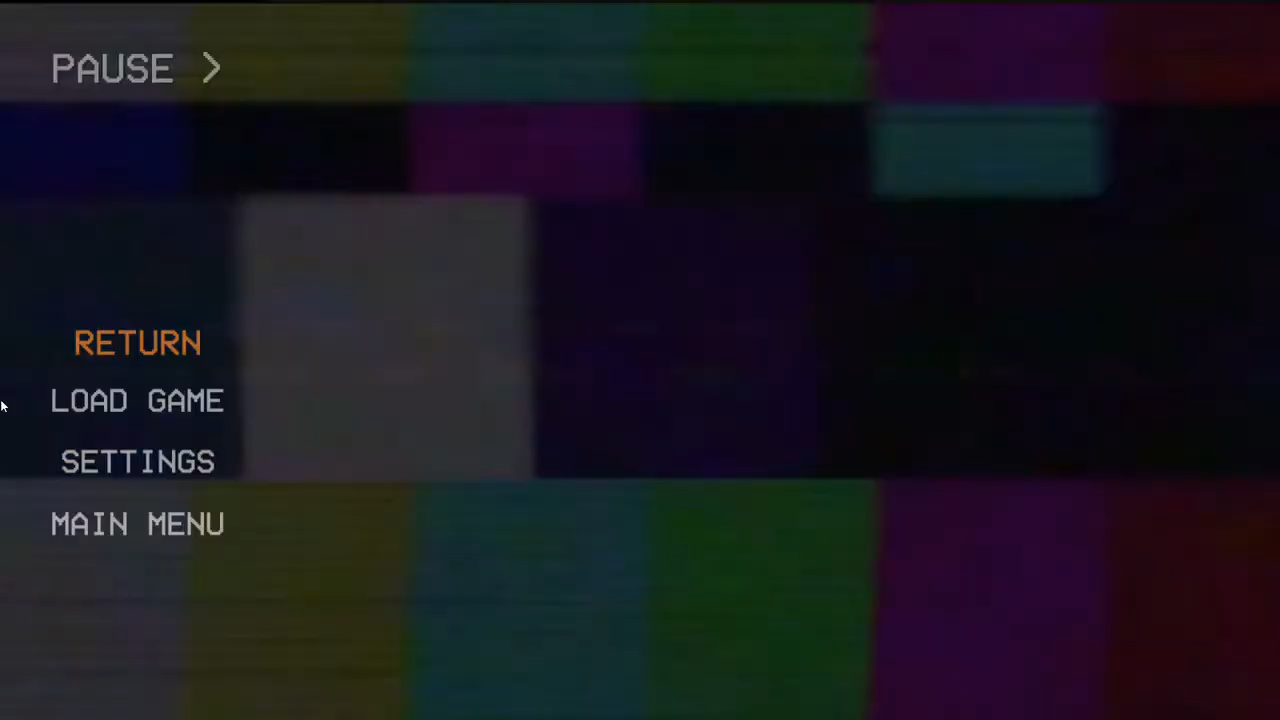 PAUSE >
RETURN
LOAD GAME
SETTINGS
MAIN MENU